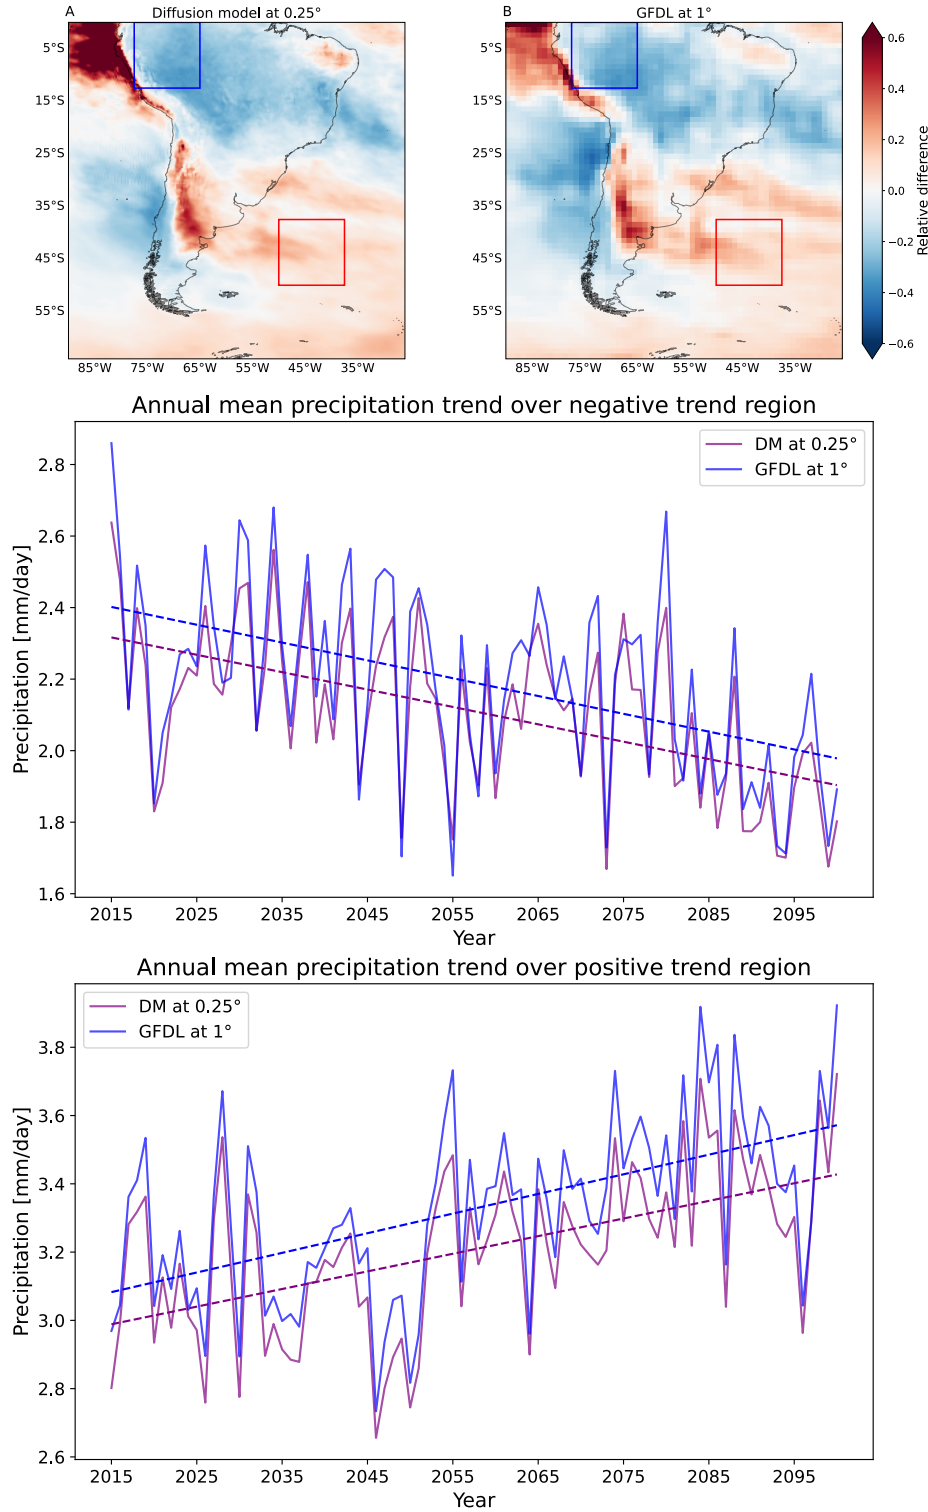 A
Diffusion model at 0.25°
B
GFDL at 1°
5°S
15°S
25°S
35°S
45°S
55°S
85°W
75°W
65°W
55°W
45°W
35°W
5°S
15°S
25°S
35°S
45°S
55°S
85°W
75°W
65°W
55°W
45°W
35°W
0.6
0.4
0.2
0.0
−0.2
−0.4
−0.6
Relative difference
Annual mean precipitation trend over negative trend region
DM at 0.25°
GFDL at 1°
Precipitation [mm/day]
2.8
2.6
2.4
2.2
2.0
1.8
1.6
2015
2025
2035
2045
2055
2065
2075
2085
2095
Year
Annual mean precipitation trend over positive trend region
DM at 0.25°
GFDL at 1°
Precipitation [mm/day]
3.8
3.6
3.4
3.2
3.0
2.8
2.6
2015
2025
2035
2045
2055
2065
2075
2085
2095
Year